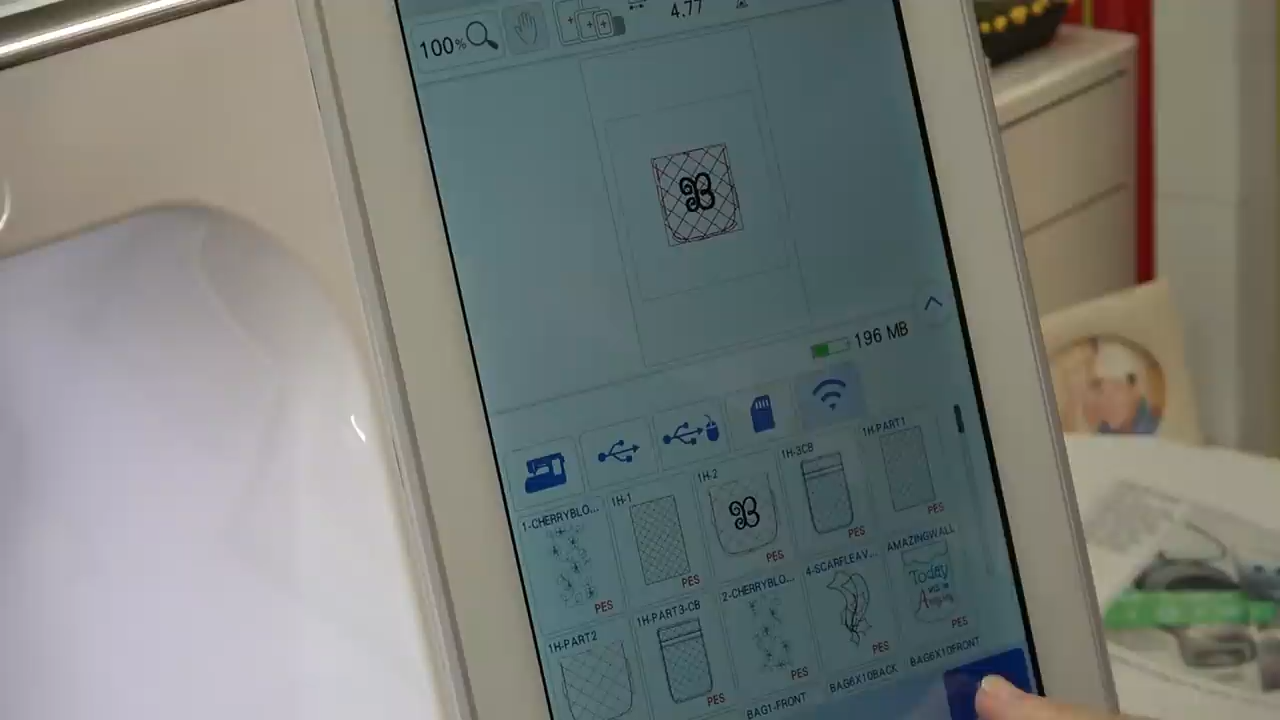 100%
4.77
B
196 MB
1-CHERRYBLO...
1H-1
1H-2
1H-3CB
1H-PART1
PES
B
PES
PES
PES
PES
1H-PART2
1H-PART3-CB
2-CHERRYBLO...
4-SCARFLEAV...
AMAZINGWALL
PES
PES
PES
Today
Amazing
PES
BAG1-FRONT
BAG6X10BACK
BAG6X10FRONT